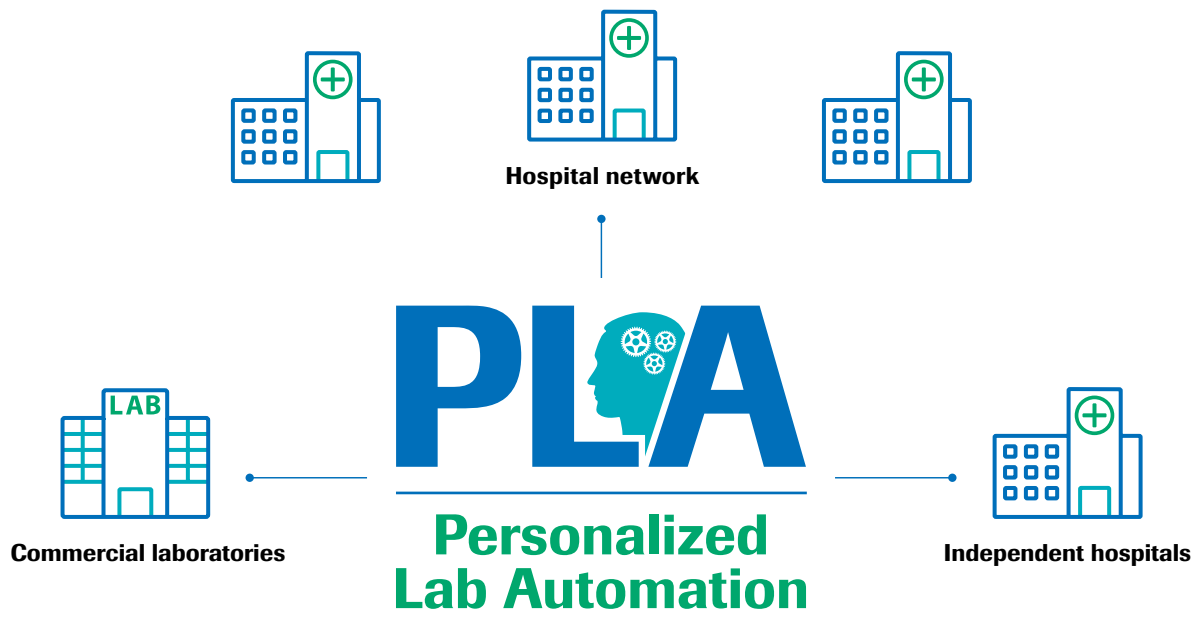 Hospital network
PLA
LAB
Commercial laboratories
Independent hospitals
Personalized
Lab Automation